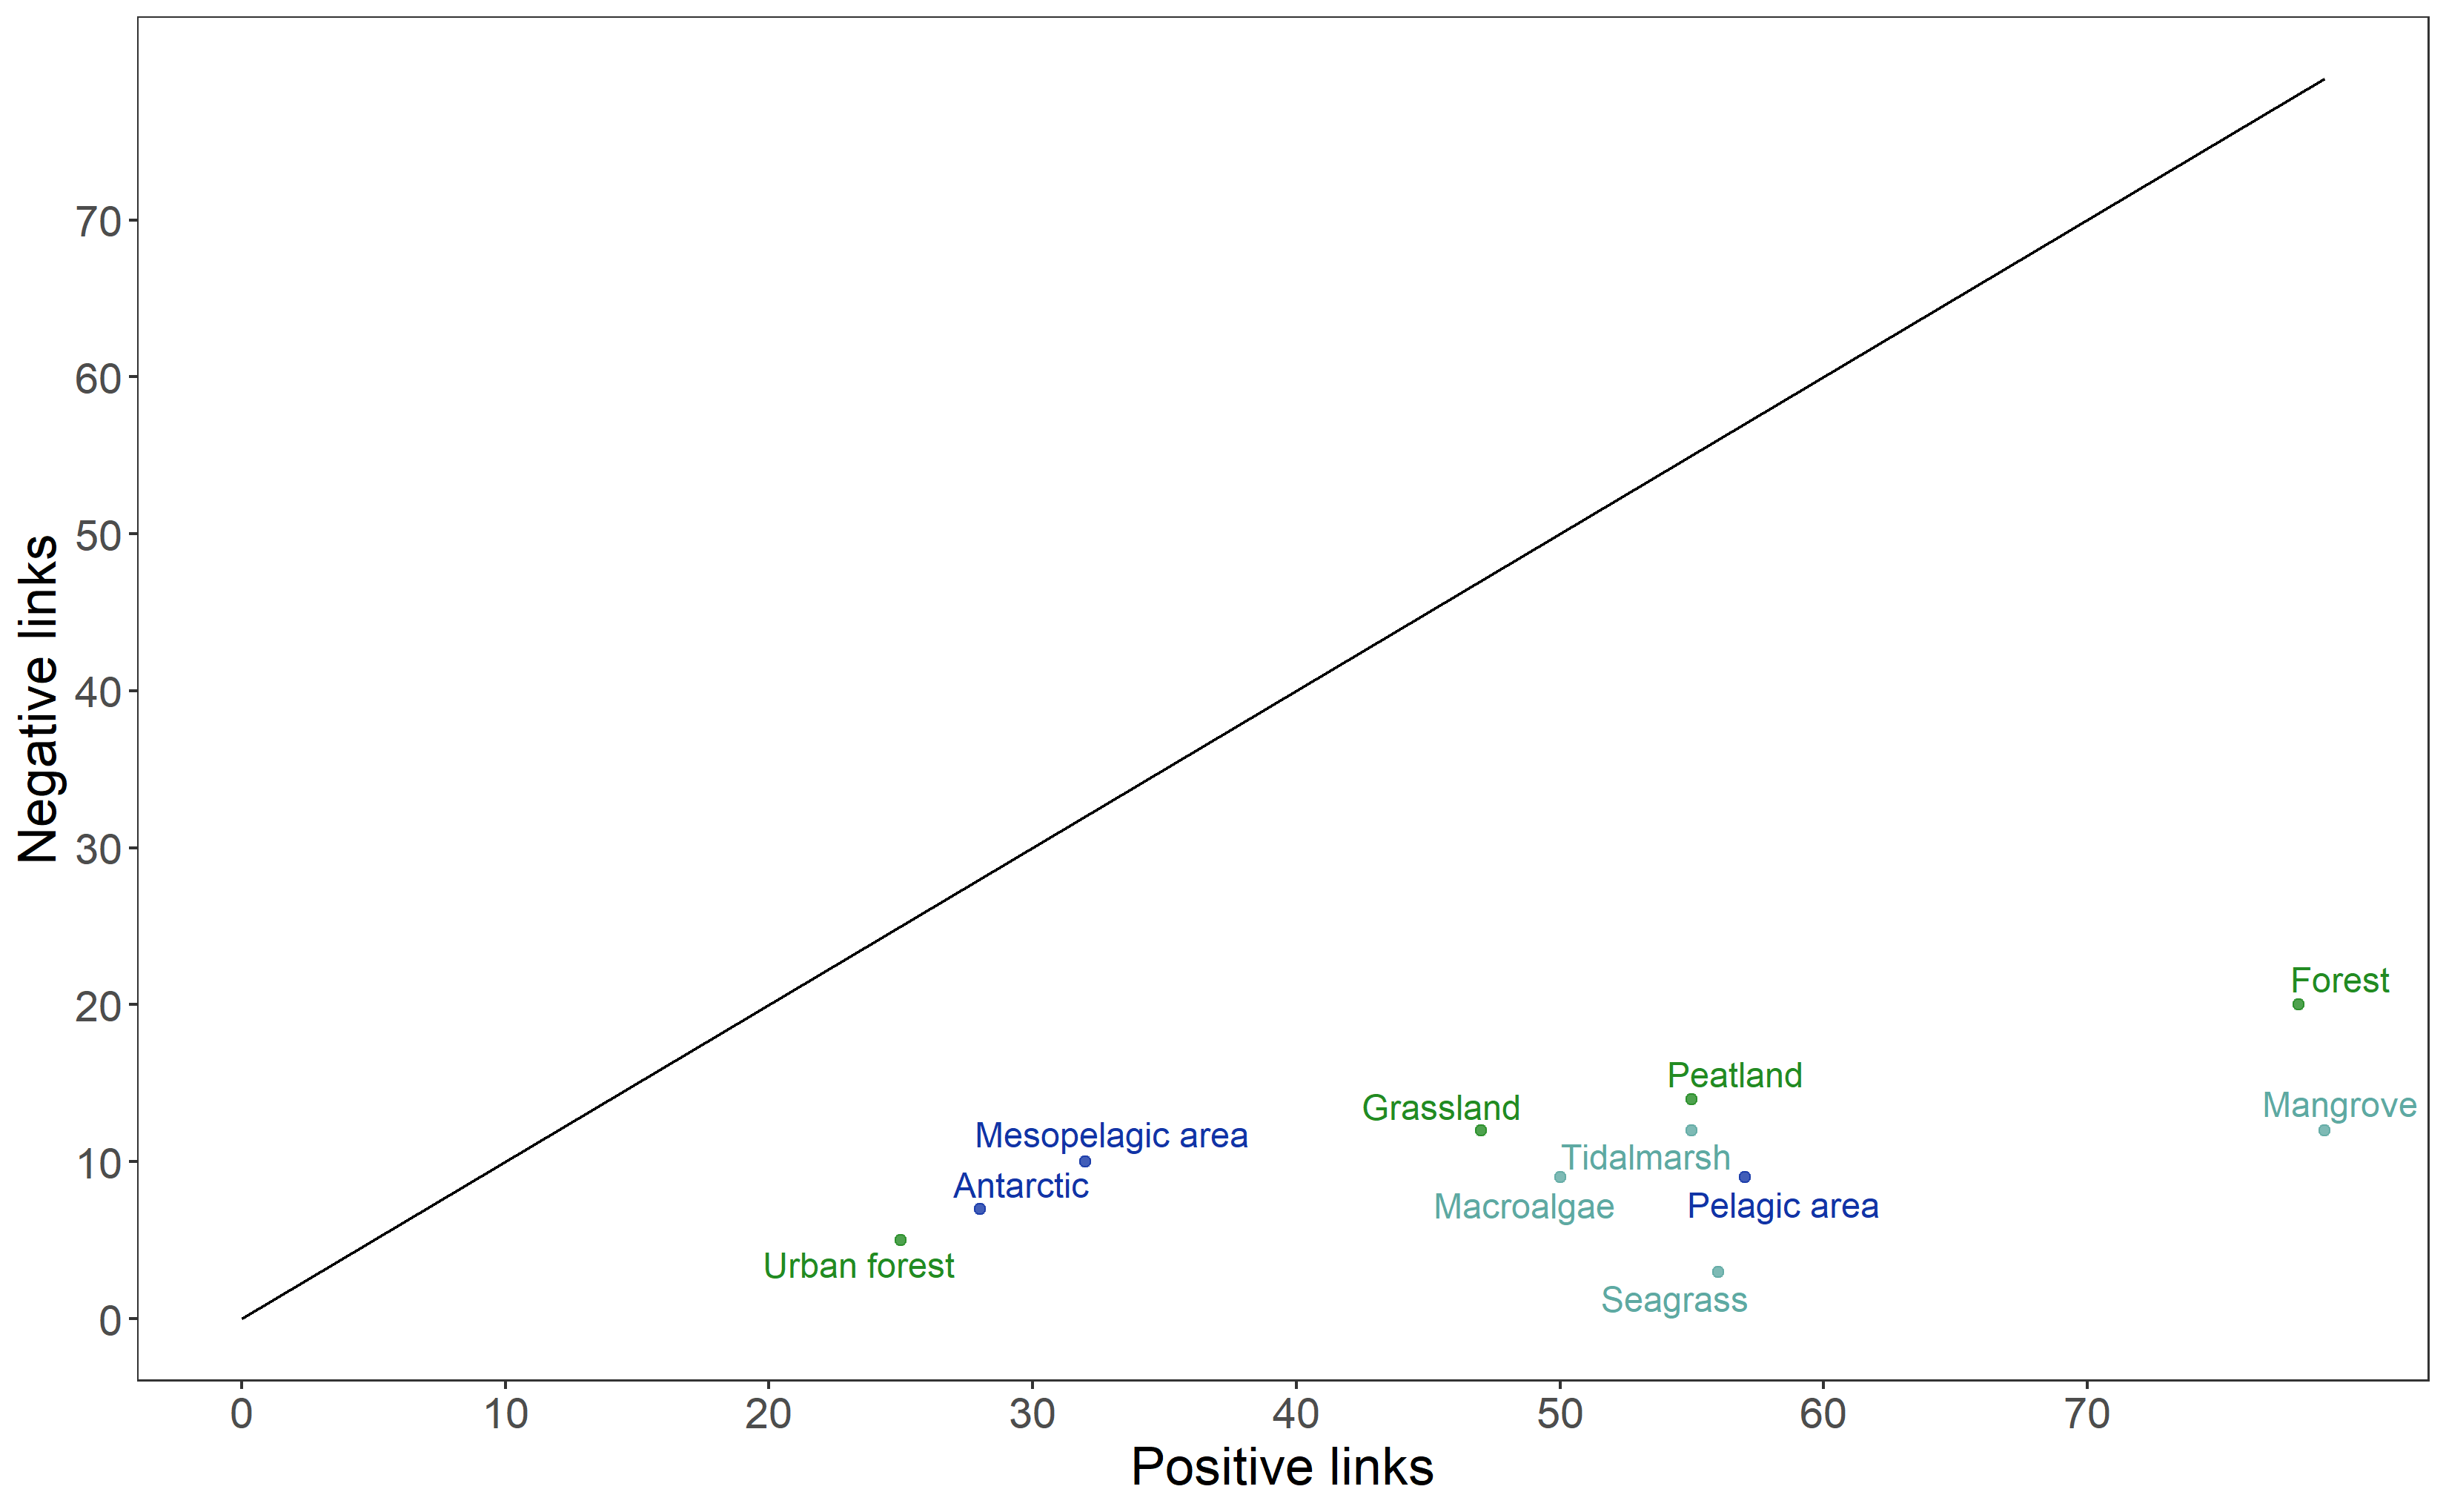 70
60
50
40
30
20
10
0
Negative links
Forest
Peatland
Mangrove
Grassland
Mesopelagic area
Tidalmarsh
Antarctic
Macroalgae
Pelagic area
Urban forest
Seagrass
0 10 20 30 40 50 60 70
Positive links